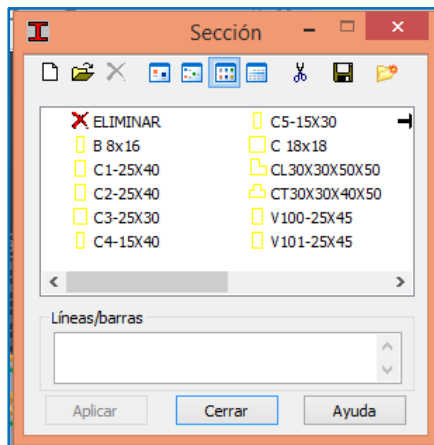 Sección
ELIMINAR
B 8x16
C1-25X40
C2-25X40
C3-25X30
C4-15X40
C5-15X30
C 18x18
CL30X30X50X50
CT30X30X40X50
V100-25X45
V101-25X45
Líneas/barras
Aplicar Cerrar Ayuda